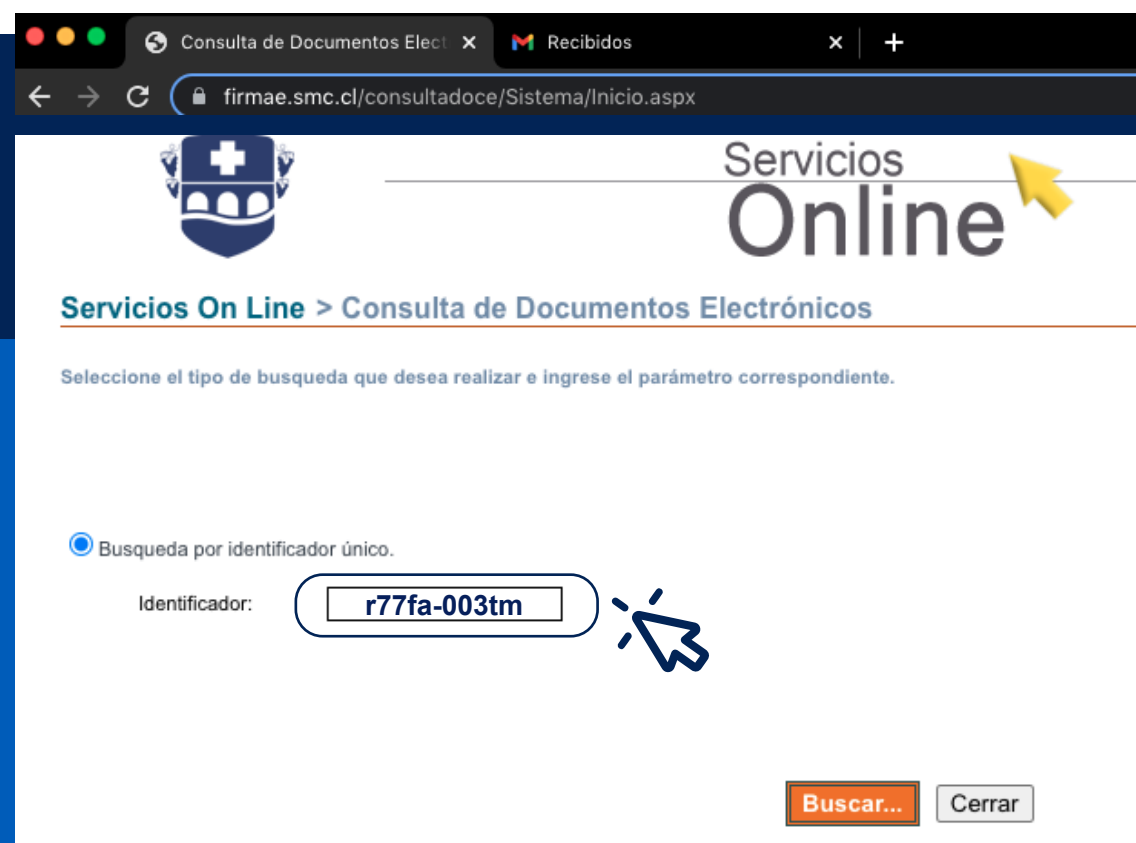 Consulta de Documentos Elect
Recibidos
firmae.smc.cl/consultadoce/Sistema/Inicio.aspx
Servicios
Online
Servicios On Line > Consulta de Documentos Electrónicos
Seleccione el tipo de busqueda que desea realizar e ingrese el parámetro correspondiente.
Busqueda por identificador único.
Identificador: r77fa-003tm
Buscar... Cerrar